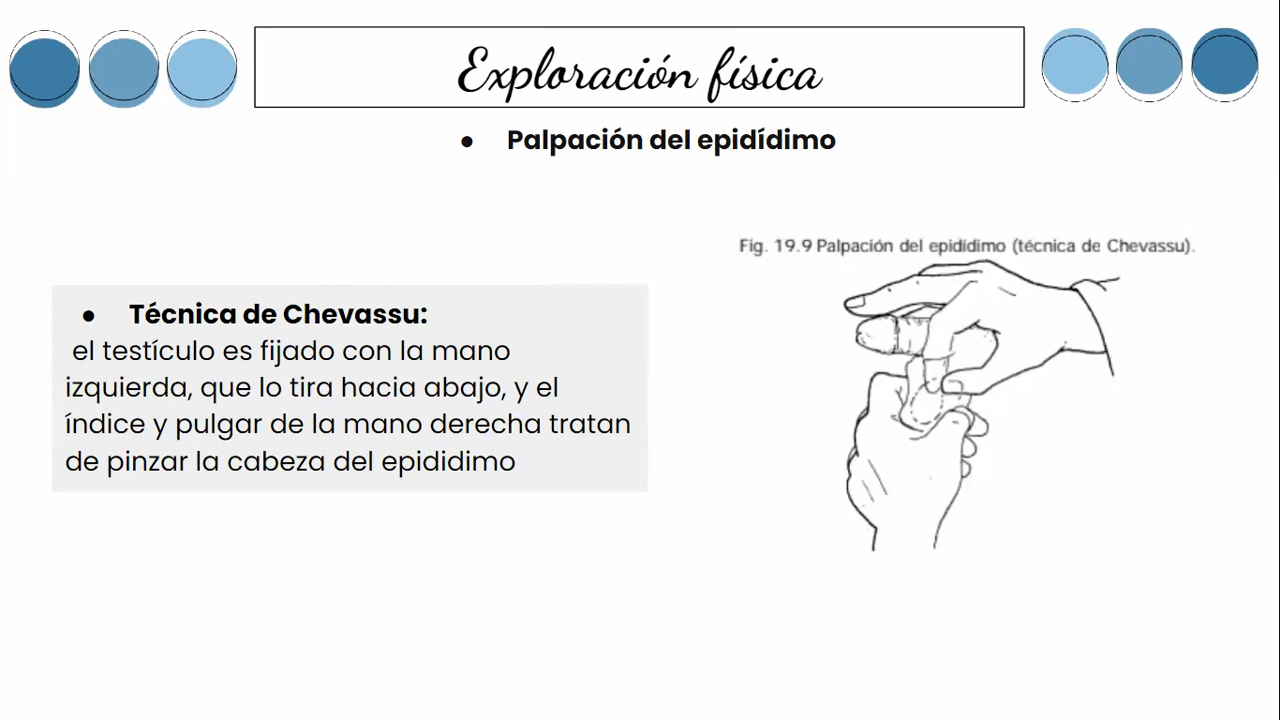 Exploración física
● Palpación del epidídimo
Fig. 19.9 Palpación del epidídimo (técnica de Chevassu).
● Técnica de Chevassu:
el testículo es fijado con la mano
izquierda, que lo tira hacia abajo, y el
índice y pulgar de la mano derecha tratan
de pinzar la cabeza del epididimo